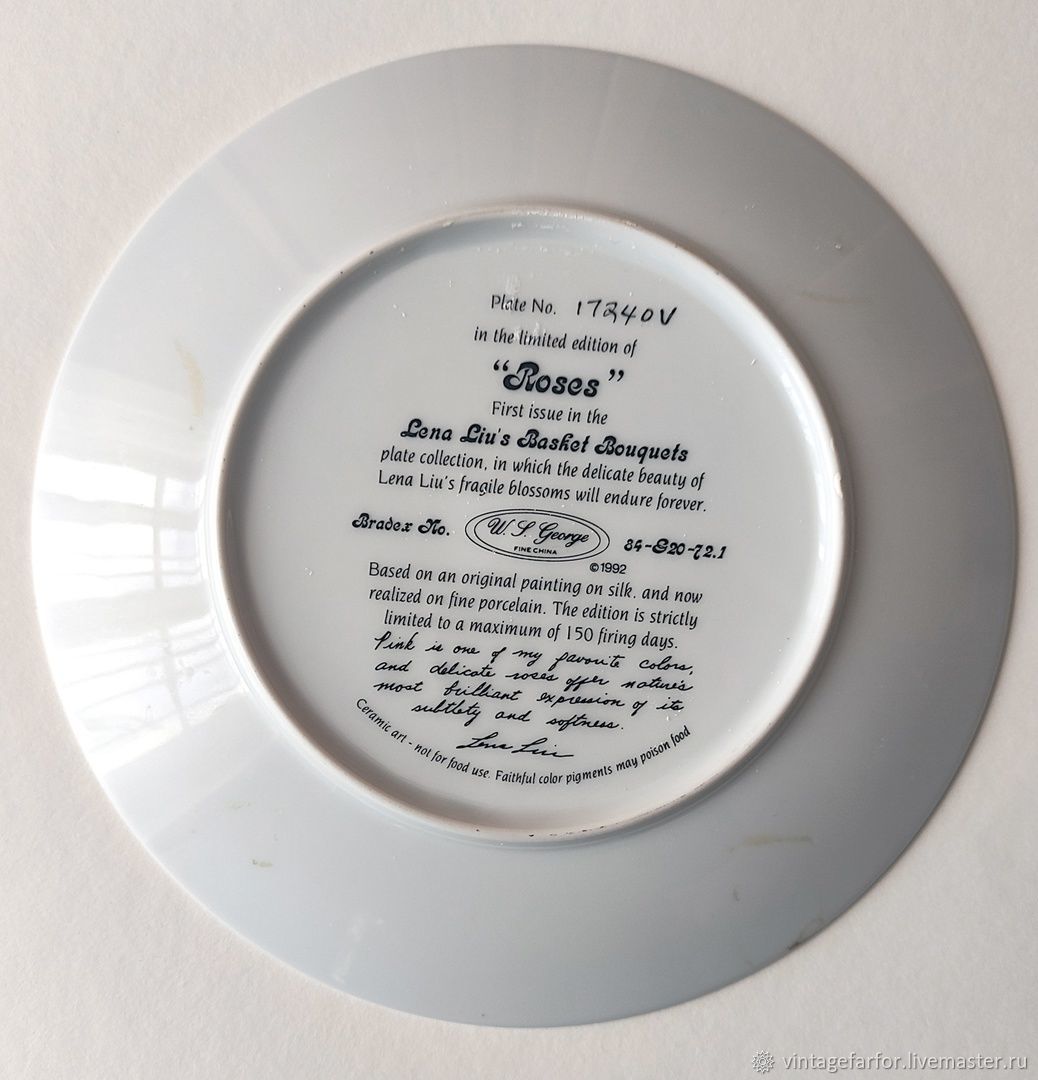 Plate No. 17240V
in the limited edition of
“Roses”
First issue in the
Lena Liu's Basket Bouquets
plate collection, in which the delicate beauty of
Lena Liu's fragile blossoms will endure forever.
Bradex No. W. S. George 84-G20-72.1
FINE CHINA
©1992
Based on an original painting on silk. and now
realized on fine porcelain. The edition is strictly
limited to a maximum of 150 firing days.
Pink is one of my favorite colors,
and delicate roses offer nature's
most brilliant expression of its
subtlety and softness.
Lena Liu
Ceramic art - not for food use. Faithful color pigments may poison food
vintagefarfor.livemaster.ru